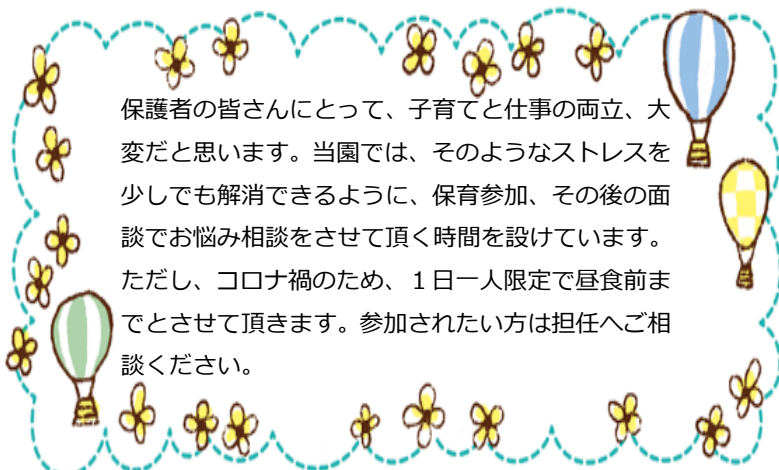 保護者の皆さんにとって、子育てと仕事の両立、大
変だと思います。当園では、そのようなストレスを
少しでも解消できるように、保育参加、その後の面
談でお悩み相談をさせて頂く時間を設けています。
ただし、コロナ禍のため、１日一人限定で昼食前ま
でとさせて頂きます。参加されたい方は担任へご相
談ください。